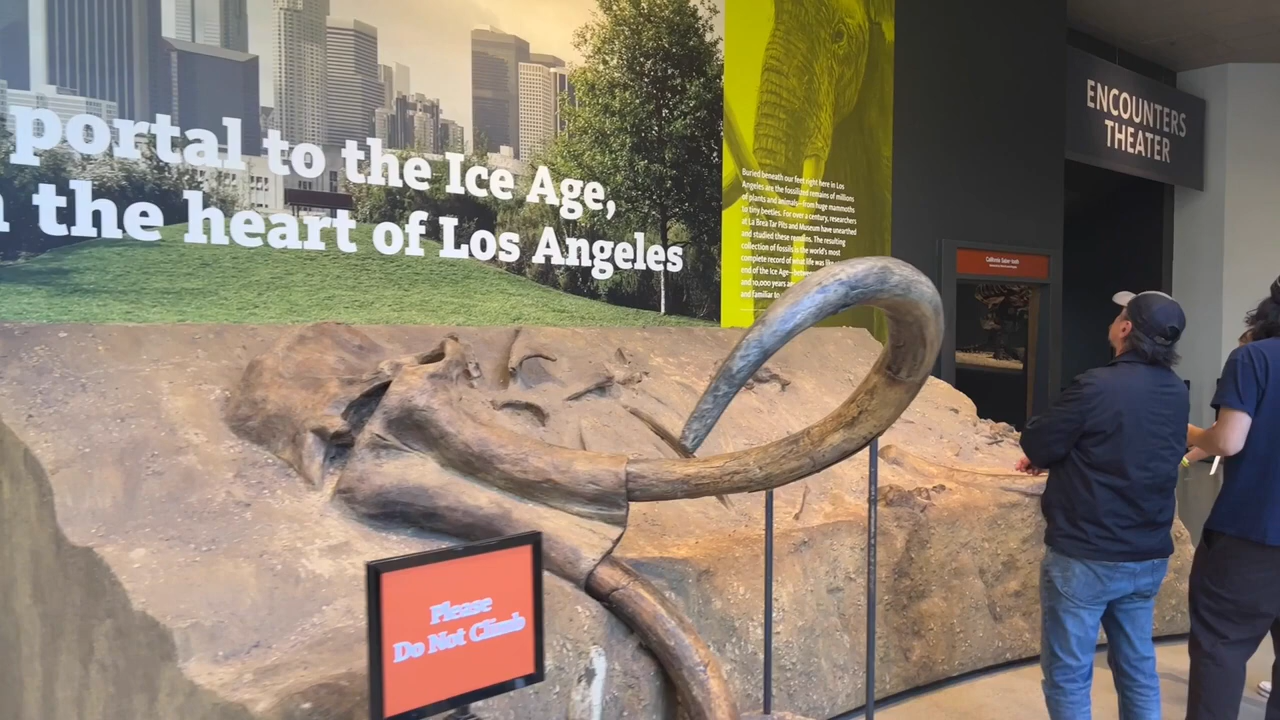 portal to the Ice Age,
the heart of Los Angeles
Buried beneath our feet right here in Los
Angeles are the fossilized remains of millions
of plants and animals—from huge mammoths
to tiny beetles. For over a century, researchers
at La Brea Tar Pits and Museum have unearthed
and studied these remains. The resulting
collection of fossils is the world's most
complete record of what life was like
end of the Ice Age—
and 10,000 years
and familiar to
ENCOUNTERS
THEATER
California Saber-tooth
Please
Do Not Climb